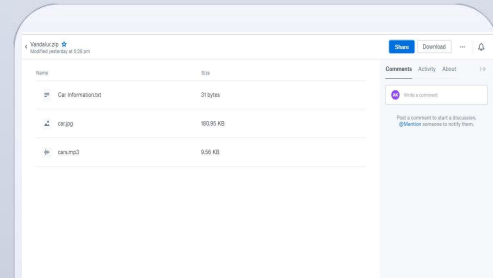 Vandalur.zip
Modified yesterday at 6:28 pm
Share
Download
Name
Size
Car Information.txt
31 bytes
car.jpg
180.95 KB
cars.mp3
9.56 KB
Comments
Activity
About
Write a comment
Post a comment to start a discussion.
@Mention someone to notify them.